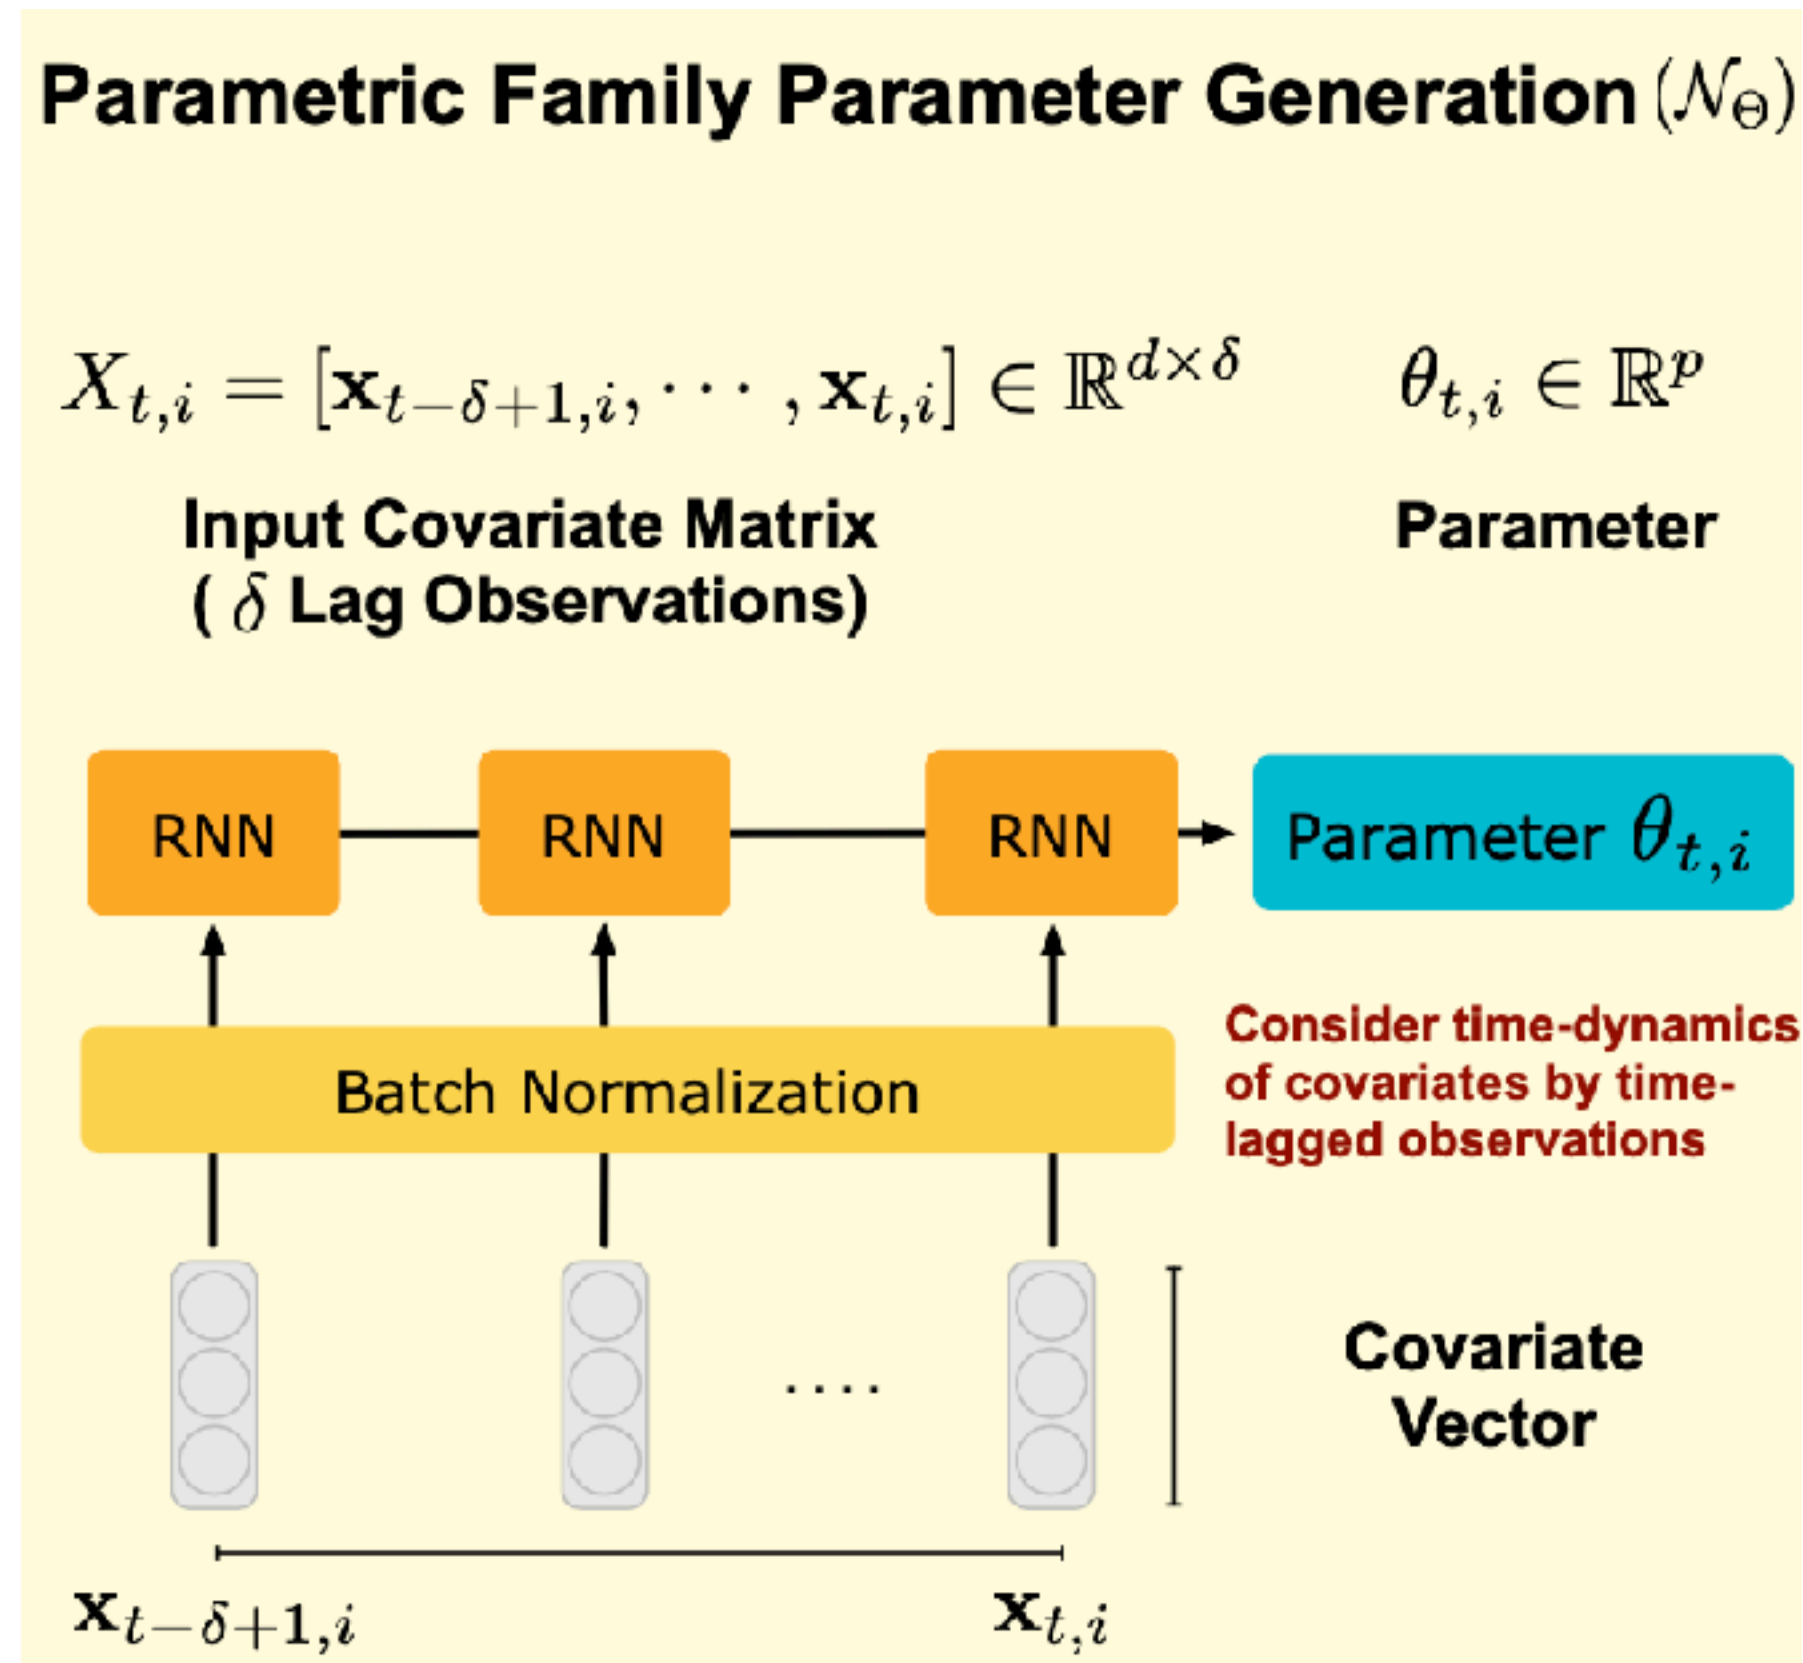 Parametric Family Parameter Generation (𝒩_Θ)
X_{t,i} = [𝐱_{t−δ+1,i}, ⋯ , 𝐱_{t,i}] ∈ ℝ^{d×δ}
θ_{t,i} ∈ ℝ^p
Input Covariate Matrix
( δ Lag Observations)
Parameter
RNN
RNN
RNN
Parameter θ_{t,i}
Batch Normalization
Consider time-dynamics
of covariates by time-
lagged observations
....
Covariate
Vector
𝐱_{t−δ+1,i}
𝐱_{t,i}